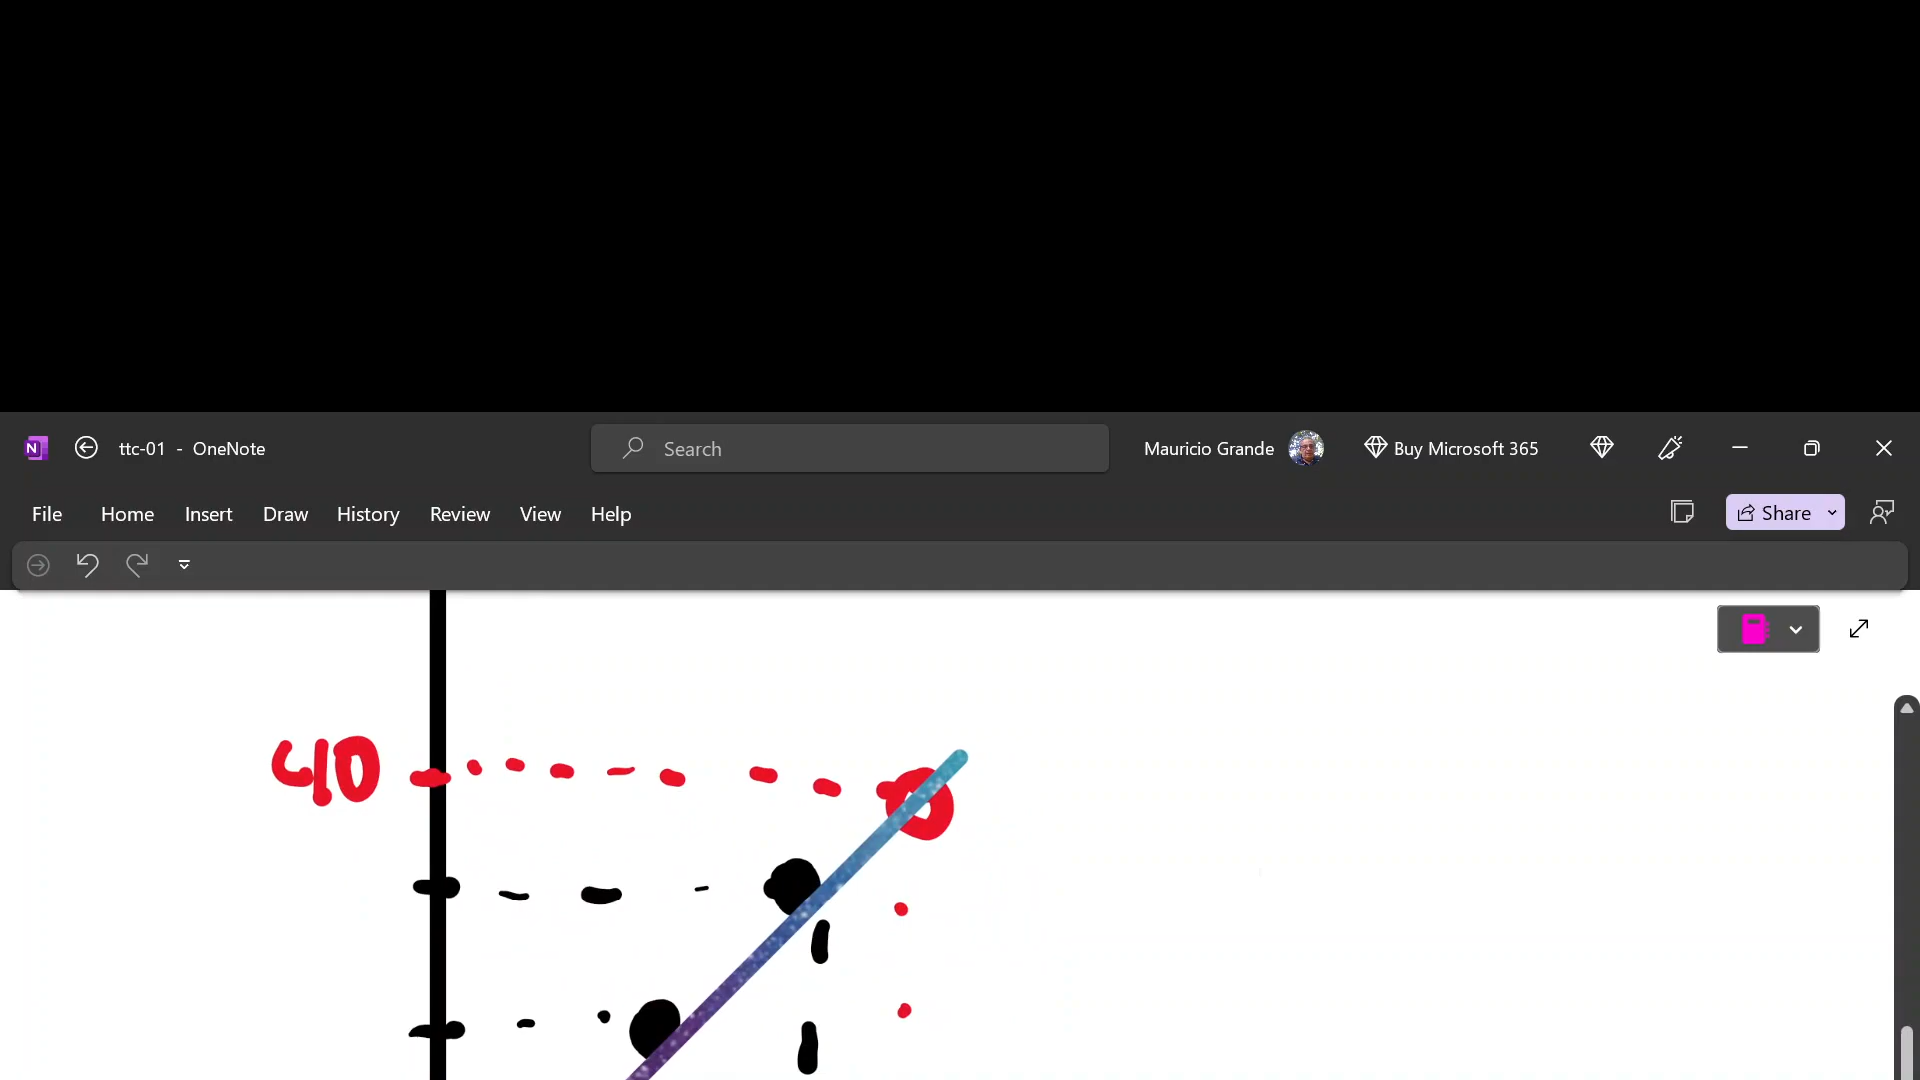 ttc-01 - OneNote
Search
Mauricio Grande
Buy Microsoft 365
File Home Insert Draw History Review View Help
Share
40